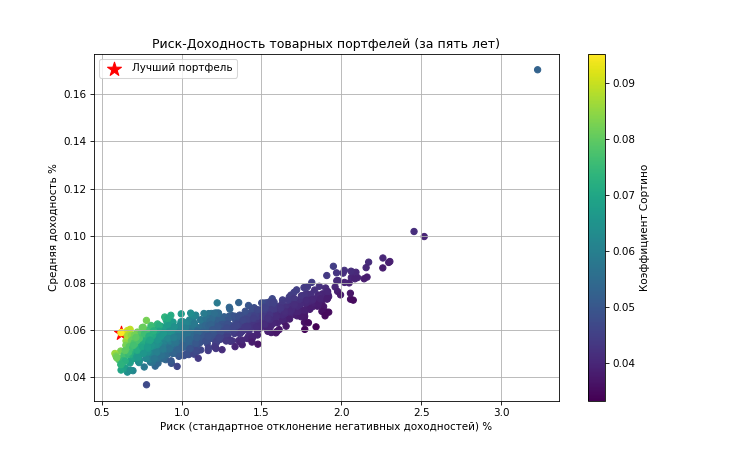 Риск-Доходность товарных портфелей (за пять лет)
Лучший портфель
Средняя доходность %
0.16
0.14
0.12
0.10
0.08
0.06
0.04
0.5 1.0 1.5 2.0 2.5 3.0
Риск (стандартное отклонение негативных доходностей) %
0.09
0.08
0.07
0.06
0.05
0.04
Коэффициент Сортино